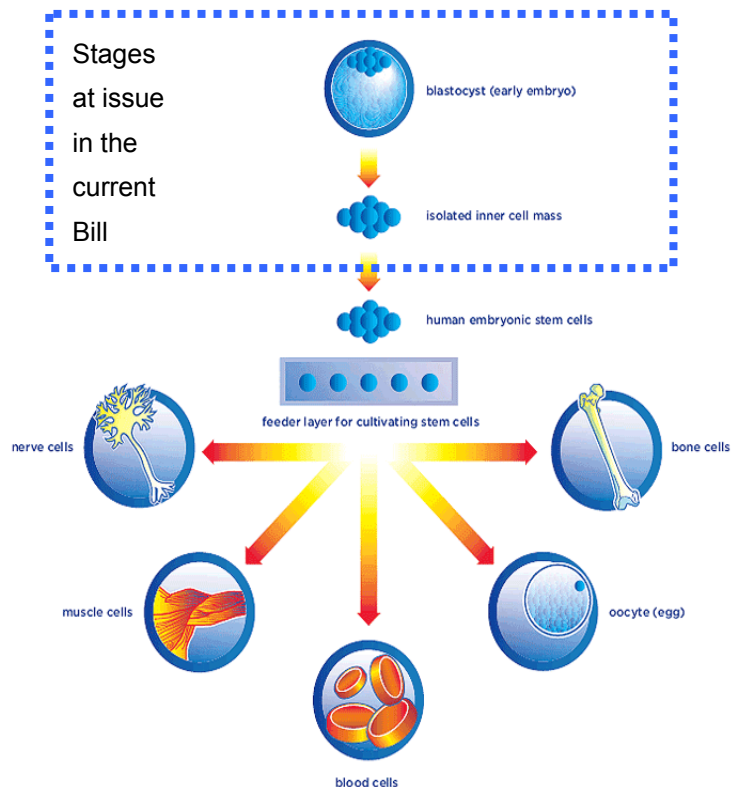 Stages
at issue
in the
current
Bill
blastocyst (early embryo)
isolated inner cell mass
human embryonic stem cells
feeder layer for cultivating stem cells
nerve cells
bone cells
muscle cells
oocyte (egg)
blood cells